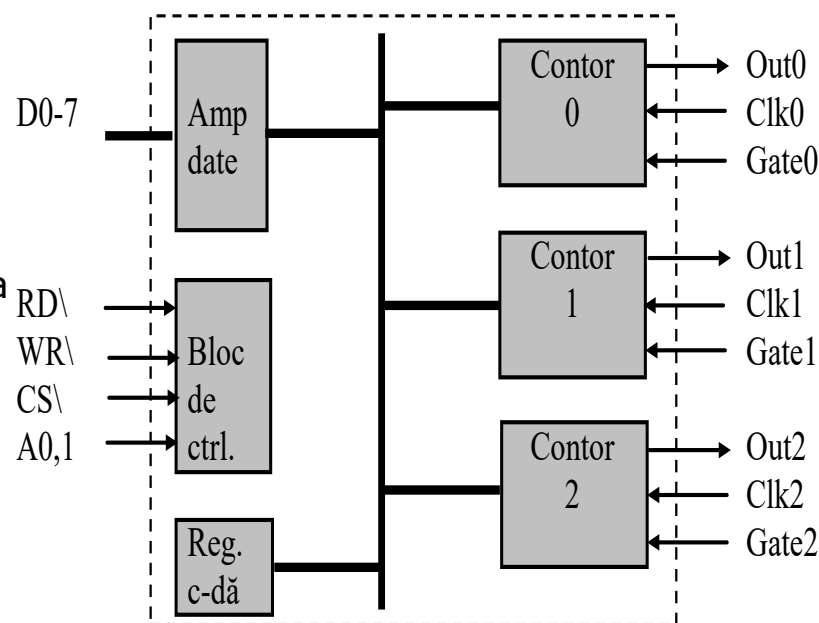 D0-7
Amp
date
a
RD\
WR\
CS\
A0,1
Bloc
de
ctrl.
Reg.
c-dă
Contor
0
Out0
Clk0
Gate0
Contor
1
Out1
Clk1
Gate1
Contor
2
Out2
Clk2
Gate2